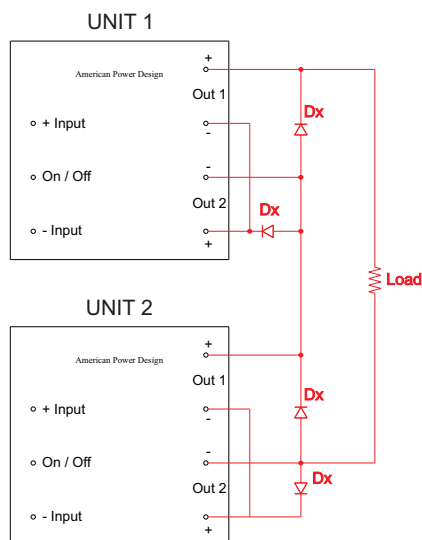 UNIT 1
+
American Power Design
Out 1
Dx
+ Input
-
-
On / Off
Out 2
Dx
- Input
+
Load
UNIT 2
+
American Power Design
Out 1
Dx
+ Input
-
-
On / Off
Dx
Out 2
- Input
+